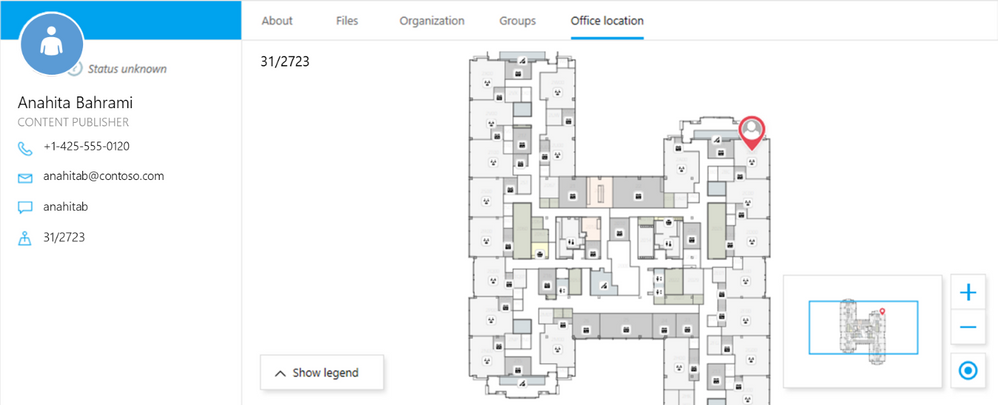 About
Files
Organization
Groups
Office location
Status unknown
31/2723
Anahita Bahrami
CONTENT PUBLISHER
+1-425-555-0120
anahitab@contoso.com
anahitab
31/2723
Show legend